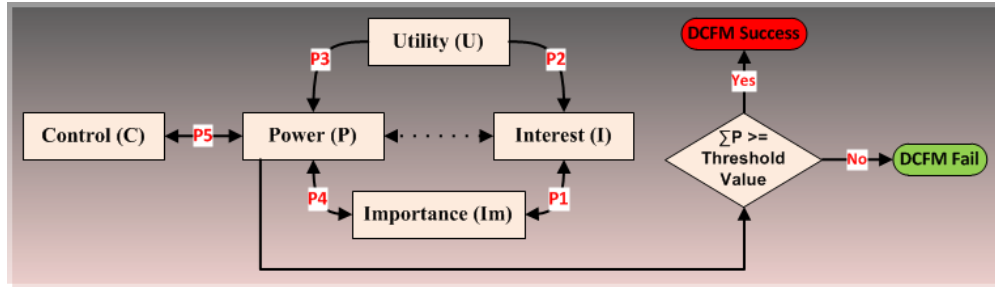 Utility (U)
DCFM Success
P3
P2
Yes
Control (C)
P5
Power (P)
Interest (I)
∑P >=
Threshold
Value
No
DCFM Fail
P4
P1
Importance (Im)